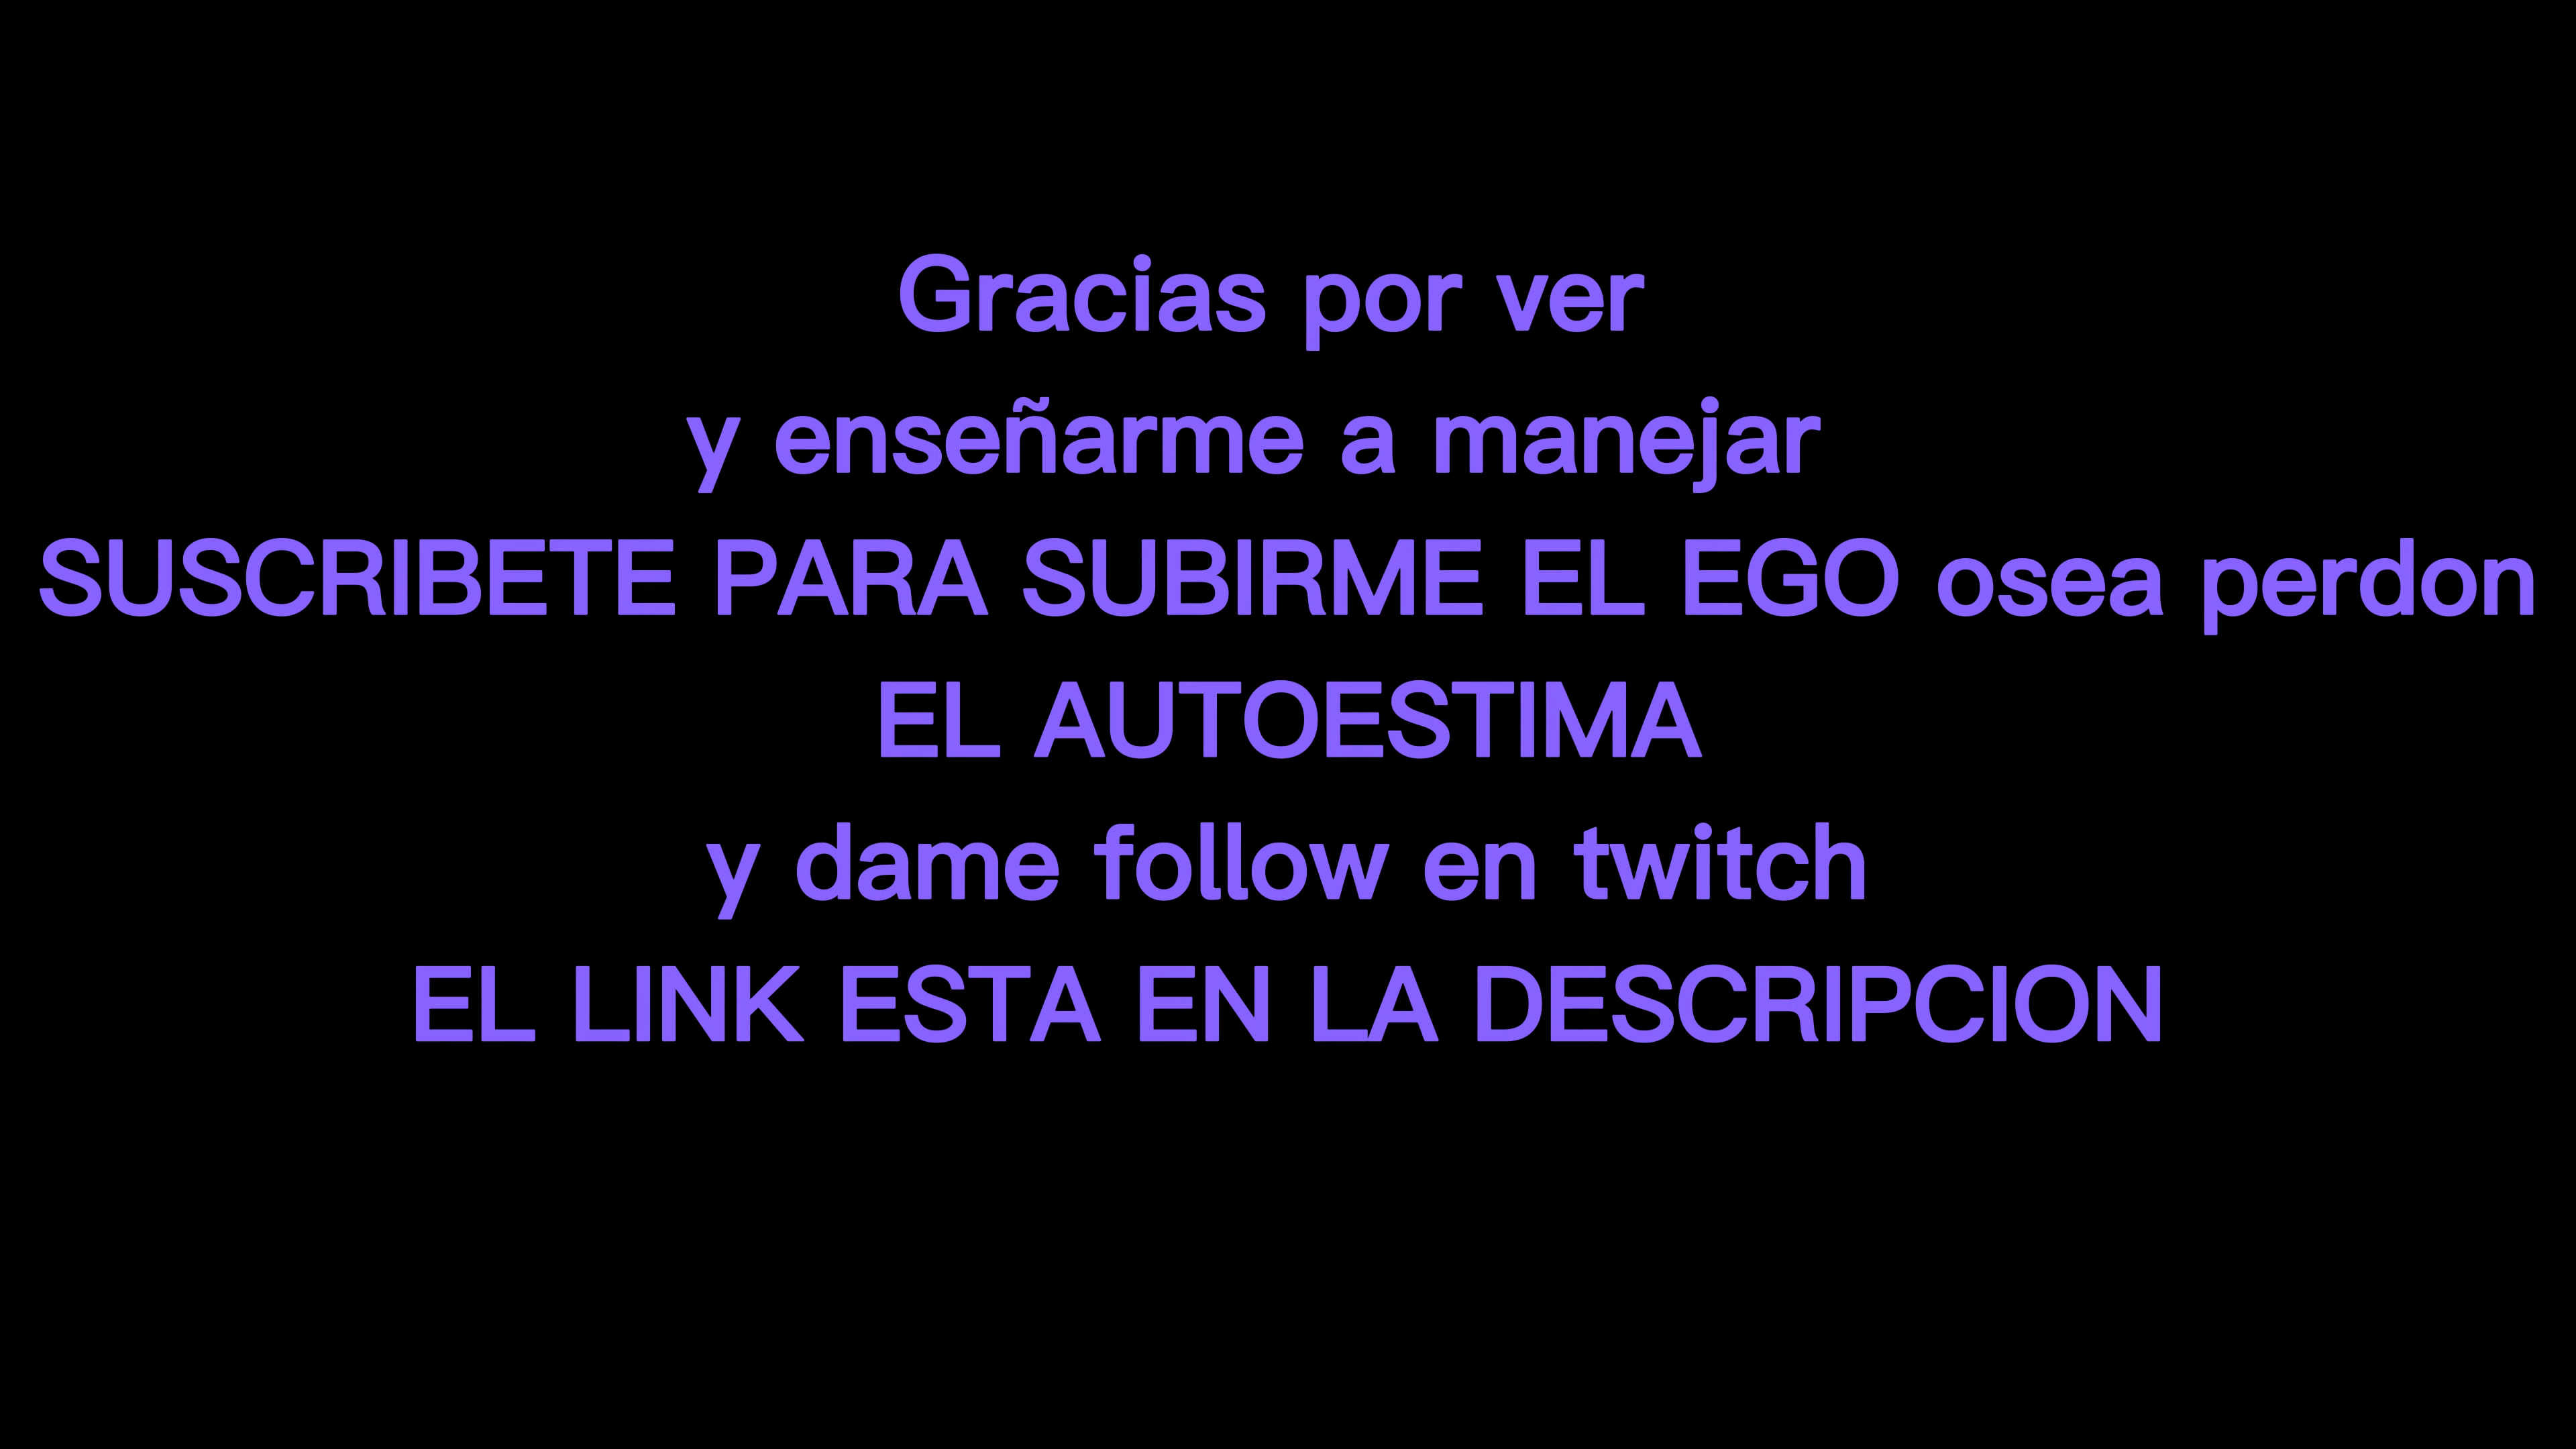 Gracias por ver
y enseñarme a manejar
SUSCRIBETE PARA SUBIRME EL EGO osea perdon
EL AUTOESTIMA
y dame follow en twitch
EL LINK ESTA EN LA DESCRIPCION